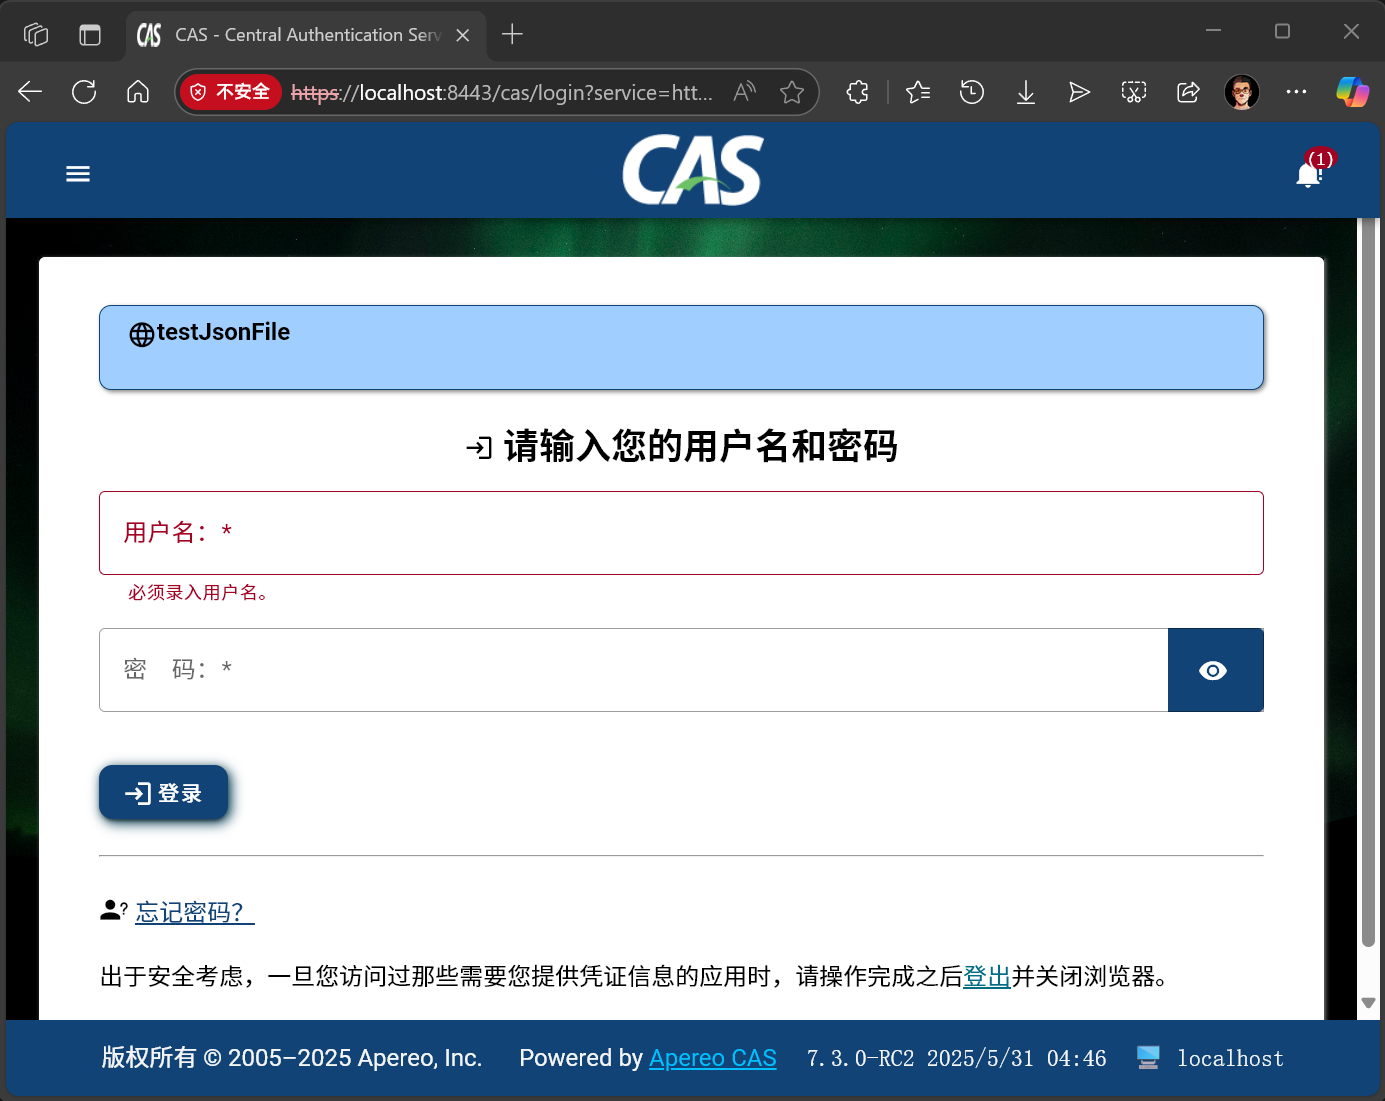 CAS - Central Authentication Serv
不安全 https://localhost:8443/cas/login?service=htt...
CAS
(1)
testJsonFile
请输入您的用户名和密码
用户名：*
必须录入用户名。
密　码：*
登录
忘记密码？
出于安全考虑，一旦您访问过那些需要您提供凭证信息的应用时，请操作完成之后登出并关闭浏览器。
版权所有 © 2005–2025 Apereo, Inc. Powered by Apereo CAS 7.3.0-RC2 2025/5/31 04:46 localhost